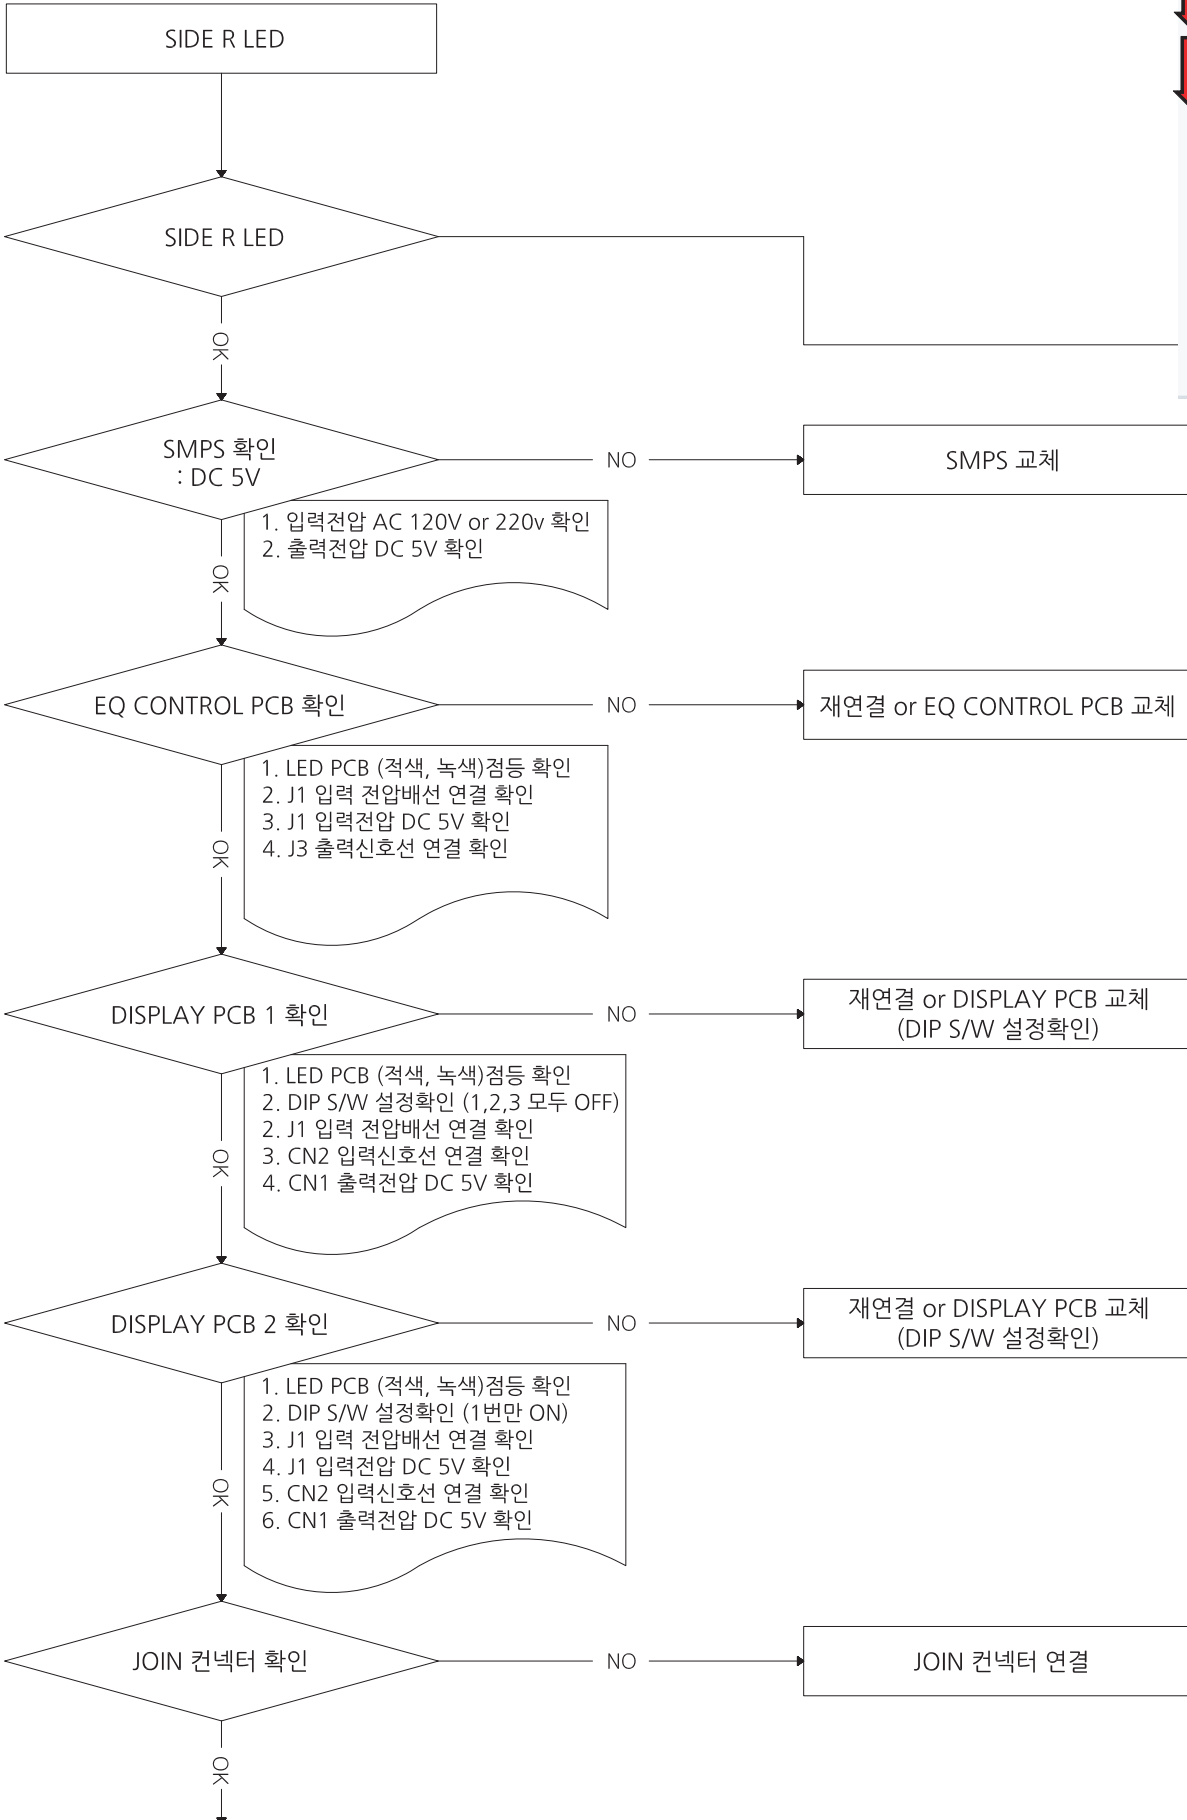 SIDE R LED
SIDE R LED
OK
SMPS 확인
: DC 5V
NO
SMPS 교체
1. 입력전압 AC 120V or 220v 확인
2. 출력전압 DC 5V 확인
OK
EQ CONTROL PCB 확인
NO
재연결 or EQ CONTROL PCB 교체
1. LED PCB (적색, 녹색)점등 확인
2. J1 입력 전압배선 연결 확인
3. J1 입력전압 DC 5V 확인
4. J3 출력신호선 연결 확인
OK
DISPLAY PCB 1 확인
NO
재연결 or DISPLAY PCB 교체
(DIP S/W 설정확인)
1. LED PCB (적색, 녹색)점등 확인
2. DIP S/W 설정확인 (1,2,3 모두 OFF)
2. J1 입력 전압배선 연결 확인
3. CN2 입력신호선 연결 확인
4. CN1 출력전압 DC 5V 확인
OK
DISPLAY PCB 2 확인
NO
재연결 or DISPLAY PCB 교체
(DIP S/W 설정확인)
1. LED PCB (적색, 녹색)점등 확인
2. DIP S/W 설정확인 (1번만 ON)
3. J1 입력 전압배선 연결 확인
4. J1 입력전압 DC 5V 확인
5. CN2 입력신호선 연결 확인
6. CN1 출력전압 DC 5V 확인
OK
JOIN 컨넥터 확인
NO
JOIN 컨넥터 연결
OK